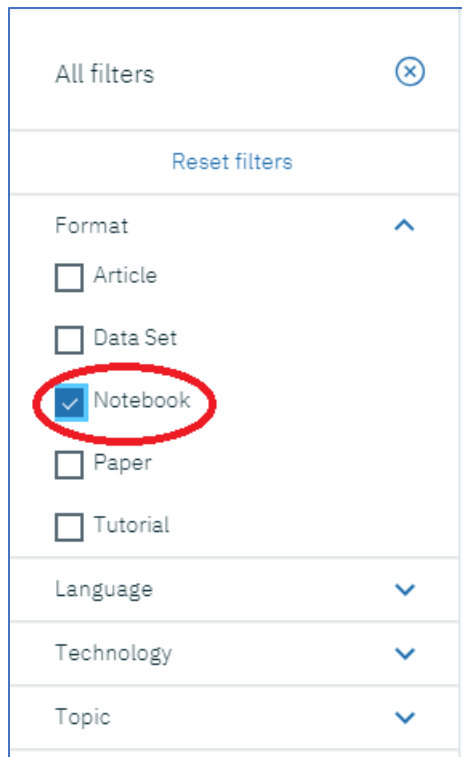 All filters
Reset filters
Format
Article
Data Set
Notebook
Paper
Tutorial
Language
Technology
Topic